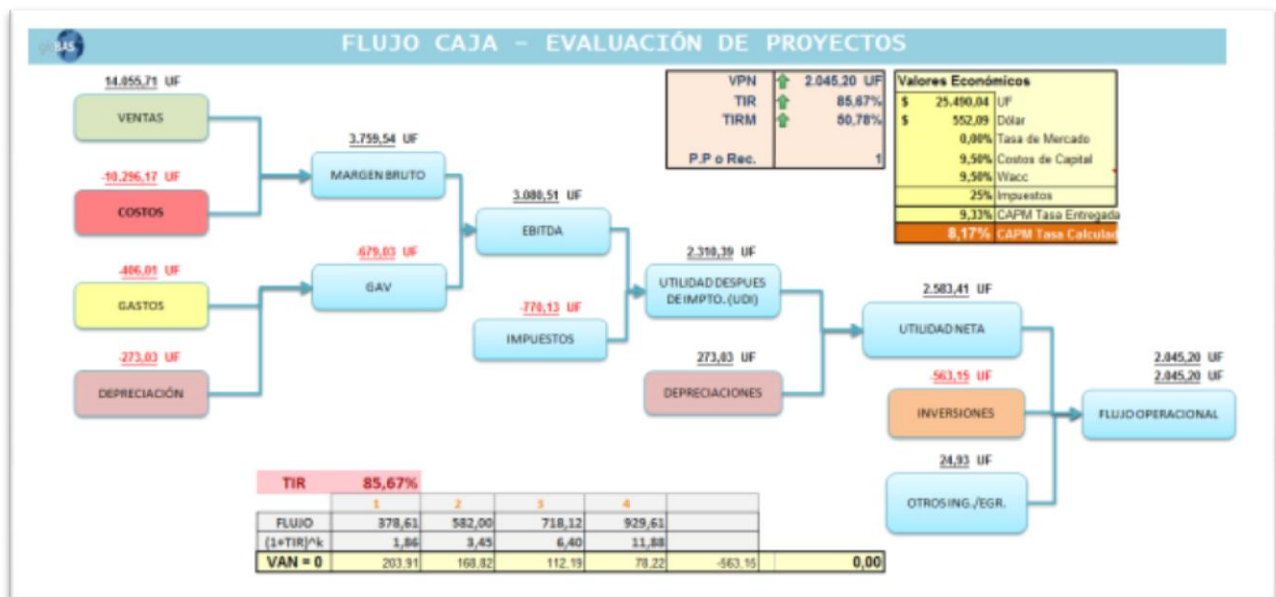 BAS
FLUJO CAJA - EVALUACIÓN DE PROYECTOS
14.055,71 UF
VENTAS
-10.296,17 UF
COSTOS
-406,01 UF
GASTOS
-273,03 UF
DEPRECIACIÓN
3.759,54 UF
MARGEN BRUTO
-679,03 UF
GAV
3.080,51 UF
EBITDA
-770,13 UF
IMPUESTOS
2.310,39 UF
UTILIDAD DESPUES
DE IMPTO. (UDI)
273,03 UF
DEPRECIACIONES
2.583,41 UF
UTILIDAD NETA
-563,15 UF
INVERSIONES
24,93 UF
OTROS ING./EGR.
2.045,20 UF
2.045,20 UF
FLUJO OPERACIONAL
VPN 2.045,20 UF
TIR 85,67%
TIRM 50,78%
P.P o Rec. 1
Valores Económicos
$ 25.490,04 UF
$ 552,09 Dólar
0,00% Tasa de Mercado
9,50% Costos de Capital
9,50% Wacc
25% Impuestos
9,33% CAPM Tasa Entregada
8,17% CAPM Tasa Calculad
TIR 85,67%
1 2 3 4
FLUJO 378,61 582,00 718,12 929,61
(1+TIR)^k 1,86 3,45 6,40 11,88
VAN = 0 203,91 168,82 112,19 78,22 -563,15 0,00